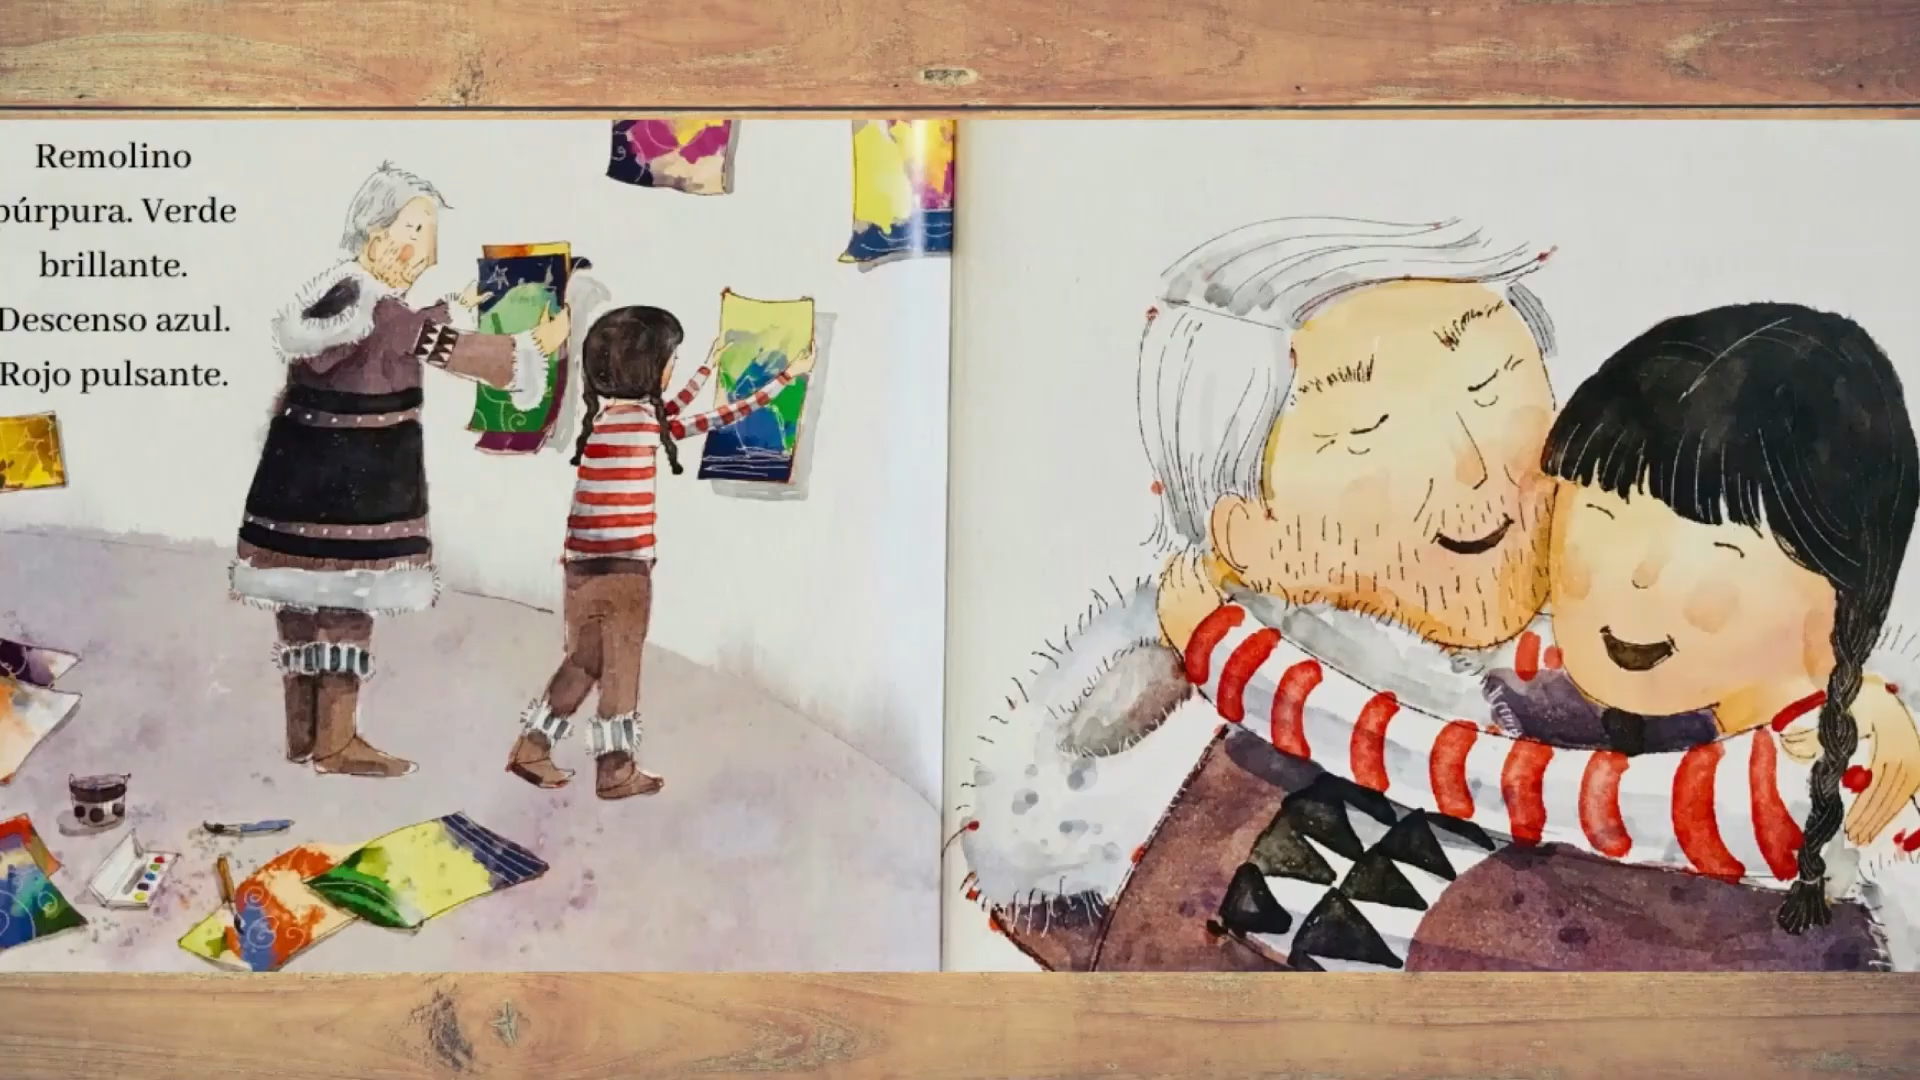 Remolino
púrpura. Verde
brillante.
Descenso azul.
Rojo pulsante.